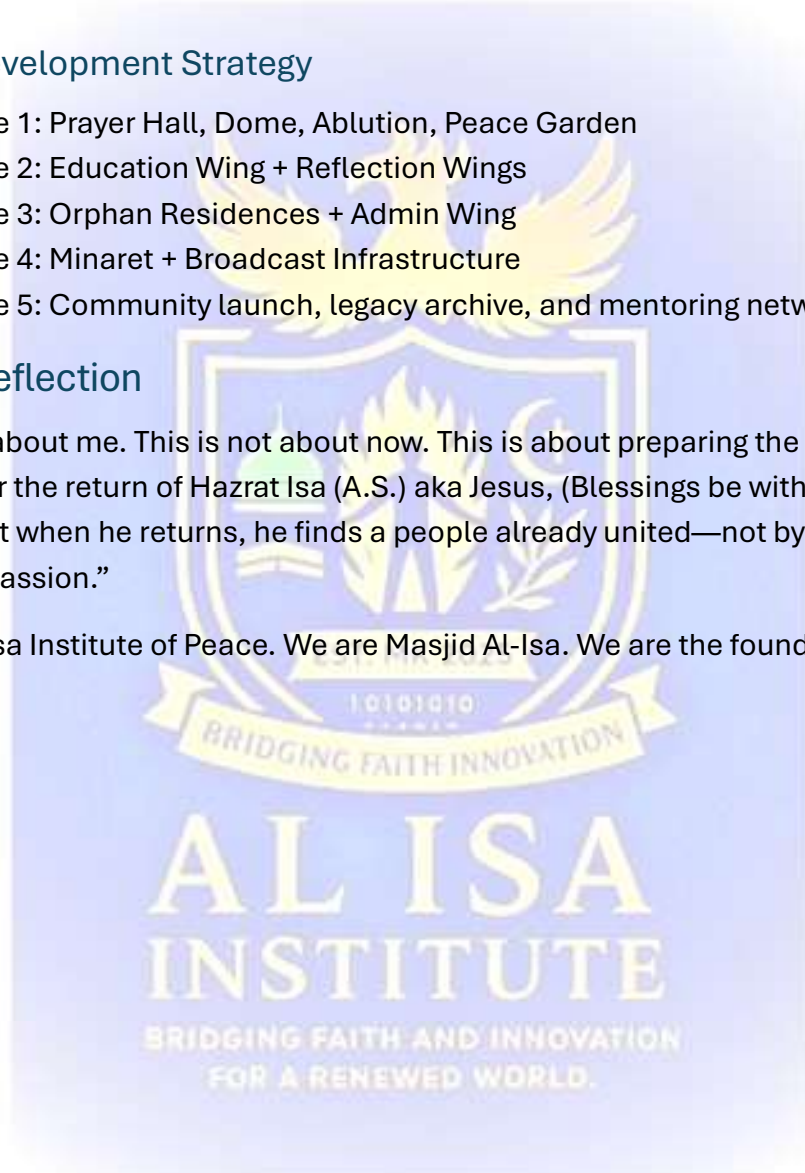 velopment Strategy
e 1: Prayer Hall, Dome, Ablution, Peace Garden
e 2: Education Wing + Reflection Wings
e 3: Orphan Residences + Admin Wing
e 4: Minaret + Broadcast Infrastructure
e 5: Community launch, legacy archive, and mentoring netw
eflection
about me. This is not about now. This is about preparing the
r the return of Hazrat Isa (A.S.) aka Jesus, (Blessings be with
t when he returns, he finds a people already united—not by
assion.”
sa Institute of Peace. We are Masjid Al-Isa. We are the found
EST.
10101010
BRIDGING FAITH INNOVATION
AL ISA
INSTITUTE
BRIDGING FAITH AND INNOVATION
FOR A RENEWED WORLD.